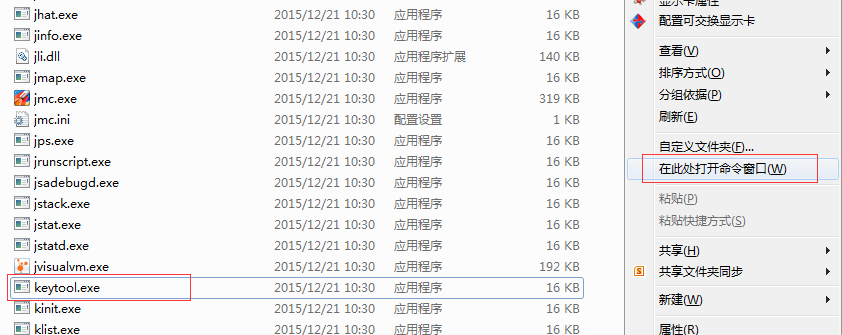 jhat.exe 2015/12/21 10:30 应用程序 16 KB
jinfo.exe 2015/12/21 10:30 应用程序 16 KB
jli.dll 2015/12/21 10:30 应用程序扩展 140 KB
jmap.exe 2015/12/21 10:30 应用程序 16 KB
jmc.exe 2015/12/21 10:30 应用程序 319 KB
jmc.ini 2015/12/21 10:30 配置设置 1 KB
jps.exe 2015/12/21 10:30 应用程序 16 KB
jrunscript.exe 2015/12/21 10:30 应用程序 16 KB
jsadebugd.exe 2015/12/21 10:30 应用程序 16 KB
jstack.exe 2015/12/21 10:30 应用程序 16 KB
jstat.exe 2015/12/21 10:30 应用程序 16 KB
jstatd.exe 2015/12/21 10:30 应用程序 16 KB
jvisualvm.exe 2015/12/21 10:30 应用程序 192 KB
keytool.exe 2015/12/21 10:30 应用程序 16 KB
kinit.exe 2015/12/21 10:30 应用程序 16 KB
klist.exe 2015/12/21 10:30 应用程序 16 KB
显示卡属性
配置可交换显示卡
查看(V)
排序方式(O)
分组依据(P)
刷新(E)
自定义文件夹(F)...
在此处打开命令窗口(W)
粘贴(P)
粘贴快捷方式(S)
共享(H)
共享文件夹同步
新建(W)
属性(R)